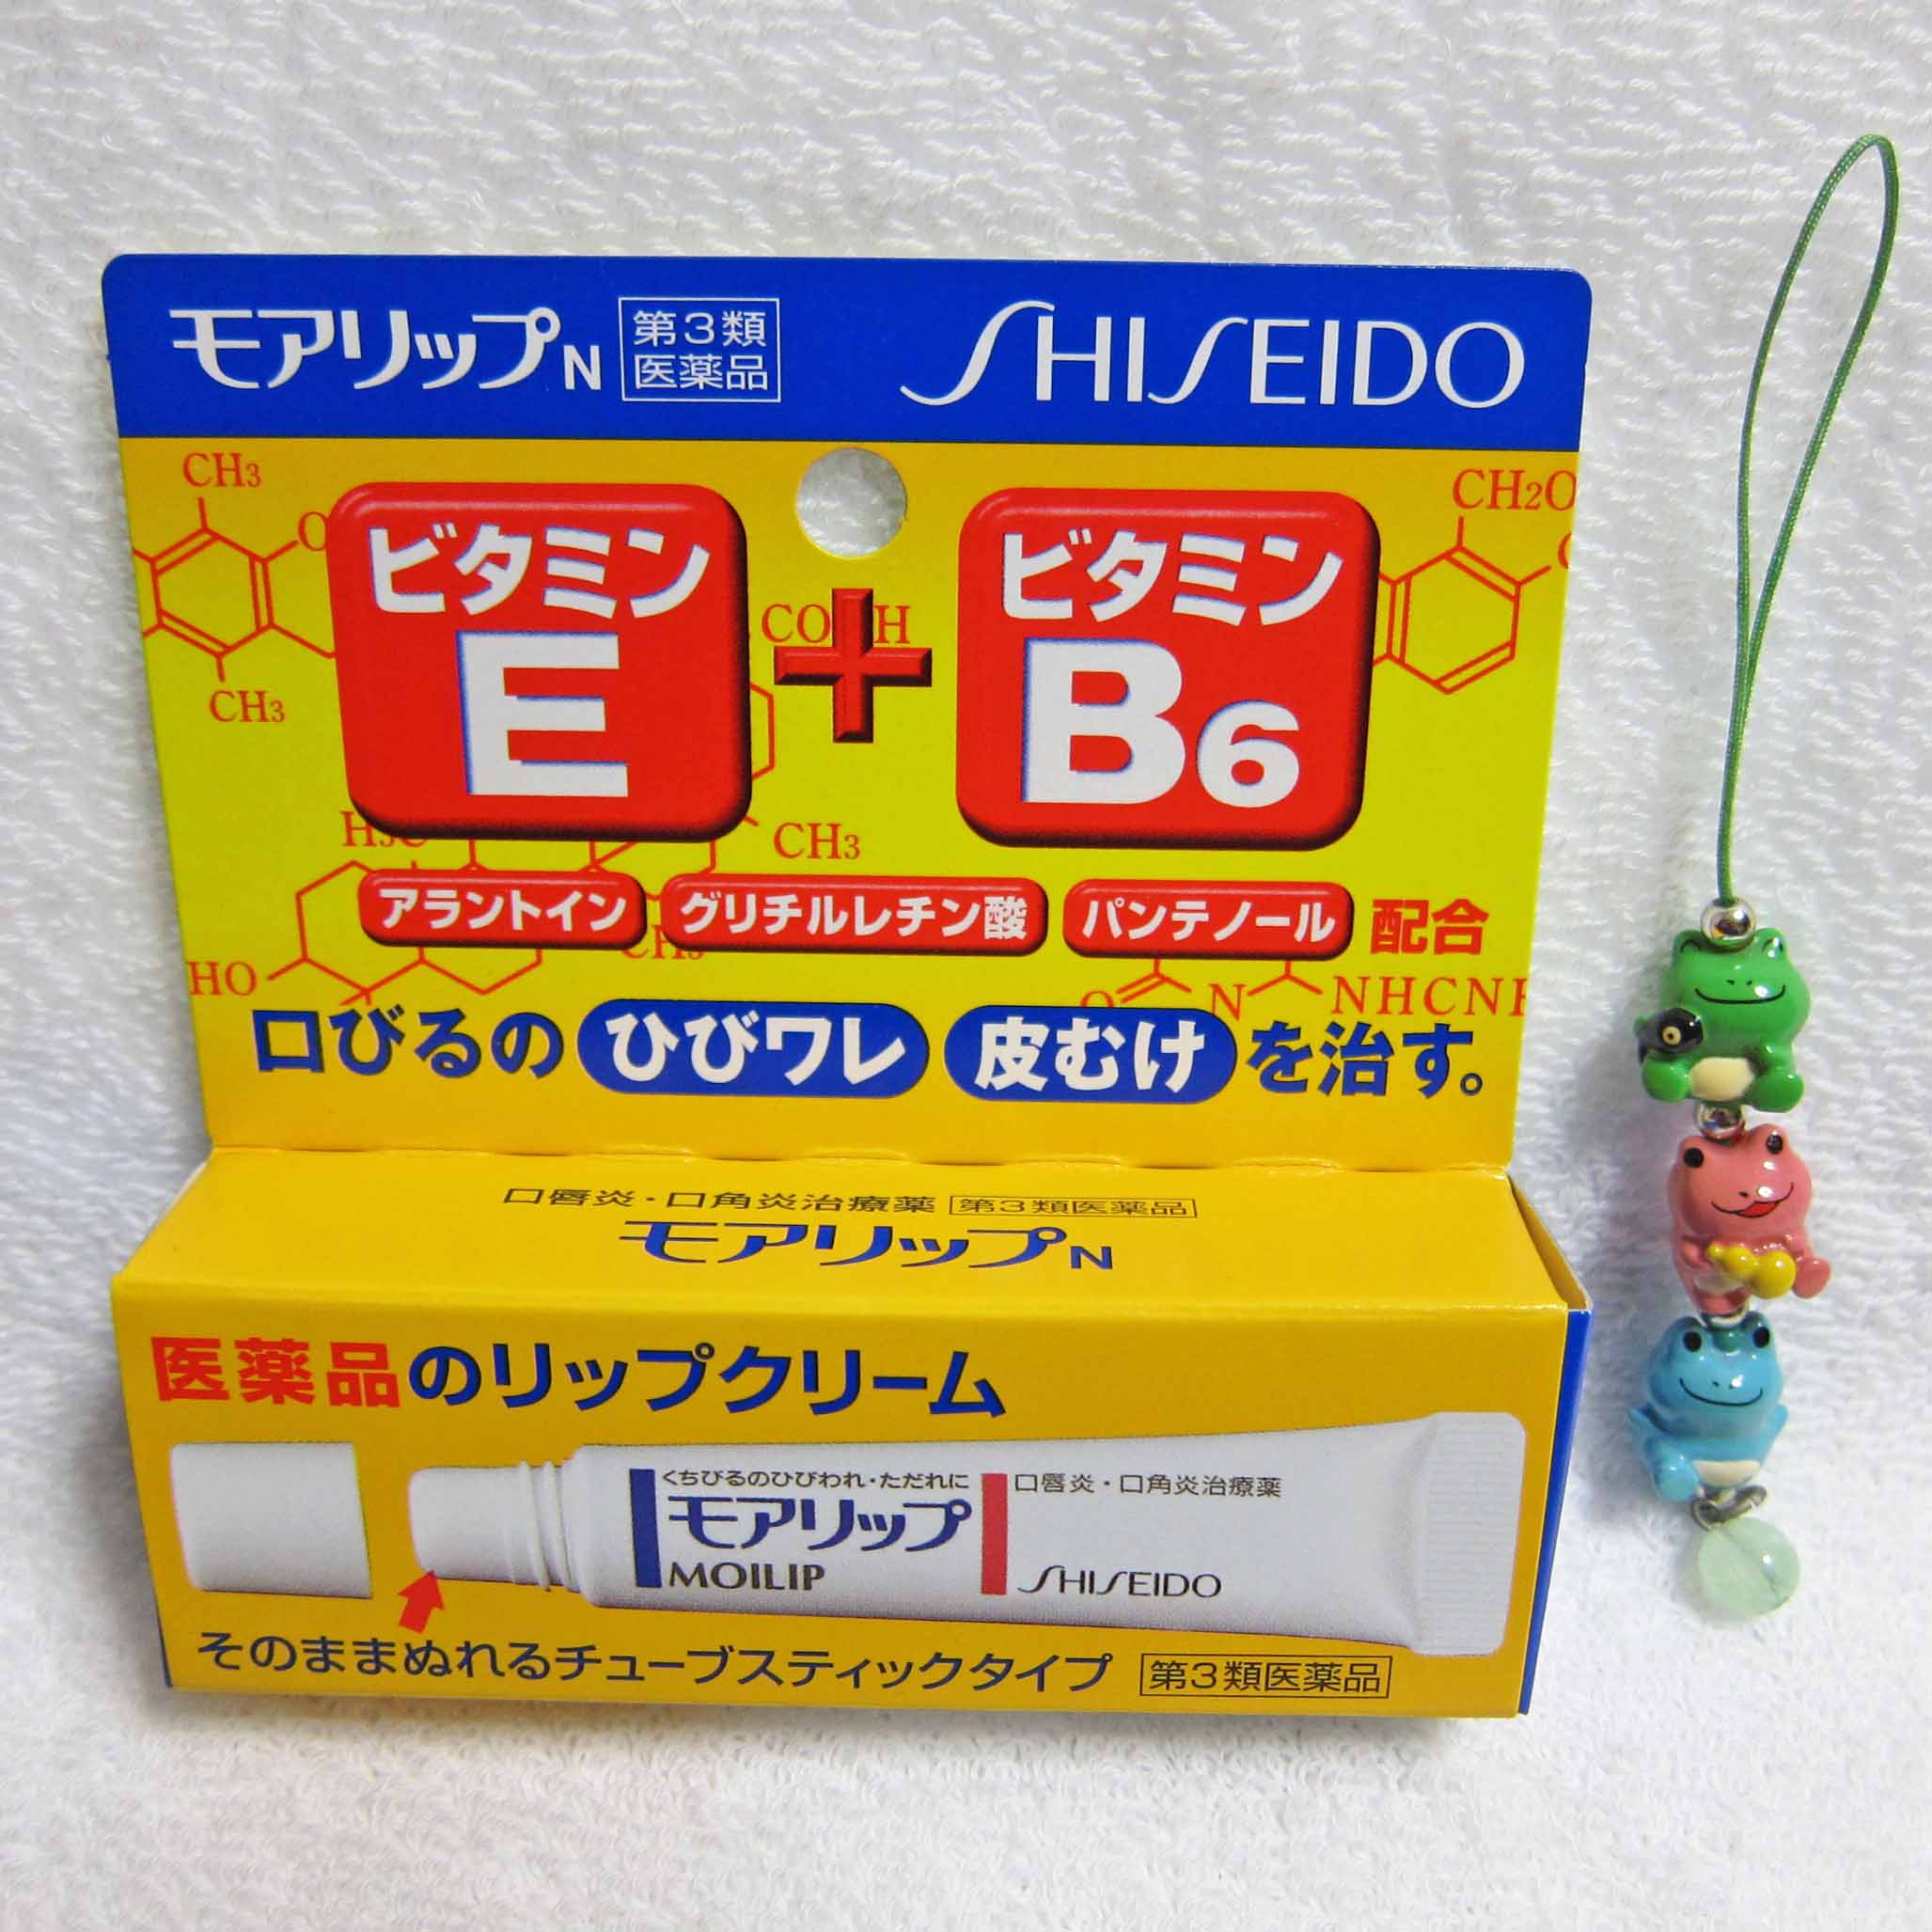 モアリップN 第3類医薬品 SHISEIDO
CH3 CH2O
O
ビタミンE + ビタミンB6
CH3
CH3
アラントイン グリチルレチン酸 パンテノール 配合
HO O N NHCNH
口びるの ひびワレ 皮むけ を治す。
口唇炎・口角炎治療薬 第3類医薬品
モアリップN
医薬品のリップクリーム
くちびるのひびわれ・ただれに 口唇炎・口角炎治療薬
モアリップ
MOILIP SHISEIDO
そのままぬれるチューブスティックタイプ 第3類医薬品